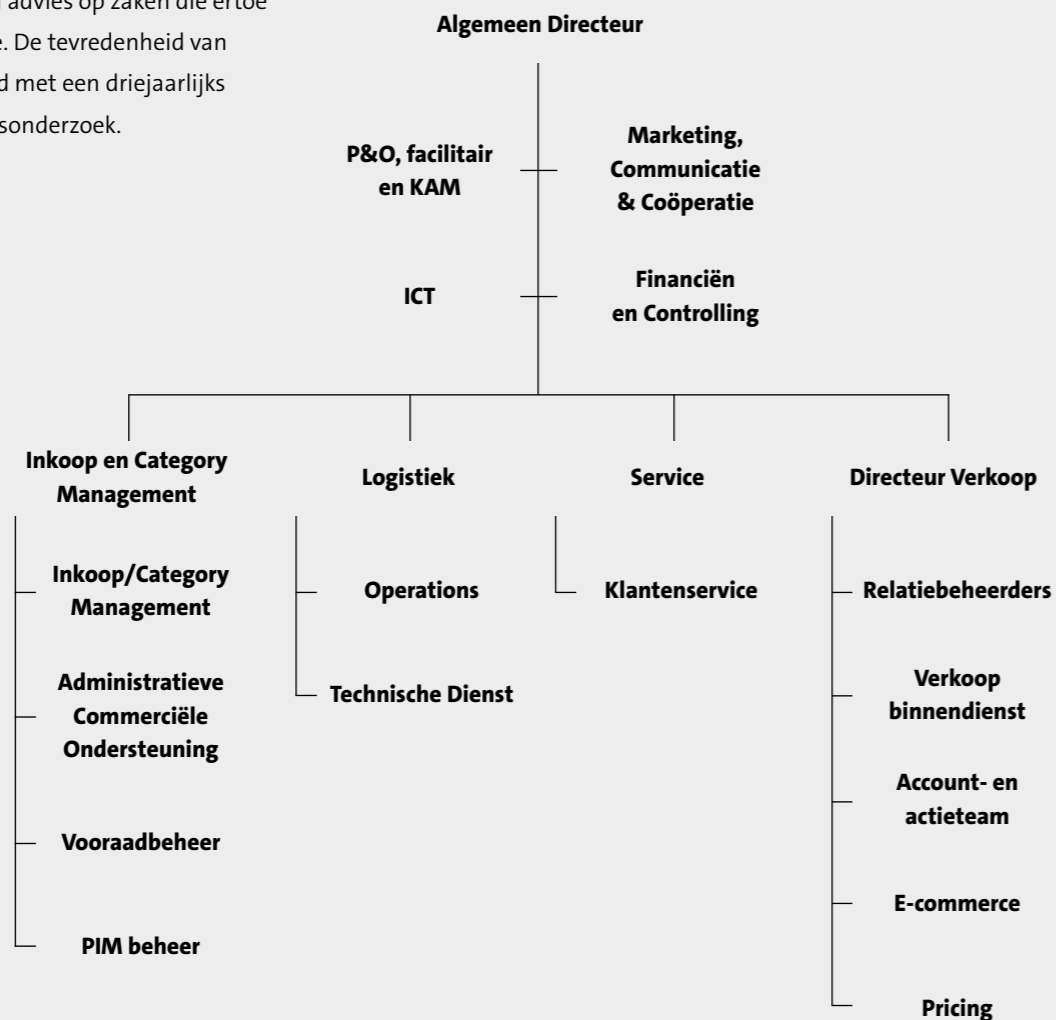 advies op zaken die ertoe
De tevredenheid van
met een driejaarlijks
sonderzoek.
Algemeen Directeur
P&O, facilitair
en KAM
Marketing,
Communicatie
& Coöperatie
ICT
Financiën
en Controlling
Inkoop en Category
Management
Inkoop/Category
Management
Administratieve
Commerciële
Ondersteuning
Vooraadbeheer
PIM beheer
Logistiek
Operations
Technische Dienst
Service
Klantenservice
Directeur Verkoop
Relatiebeheerders
Verkoop
binnendienst
Account- en
actieteam
E-commerce
Pricing